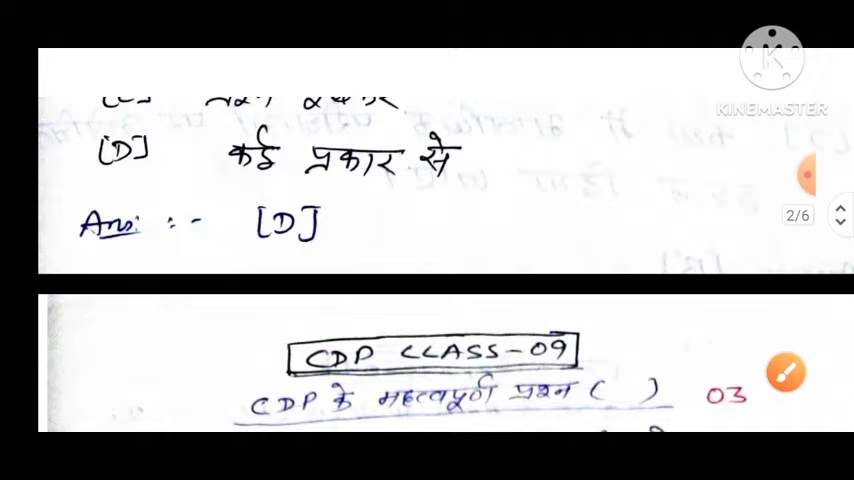 KINEMASTER
[D] कई प्रकार से
2/6
Ans :- [D]
CDP CLASS-09
CDP के महत्वपूर्ण प्रश्न ( ) 03